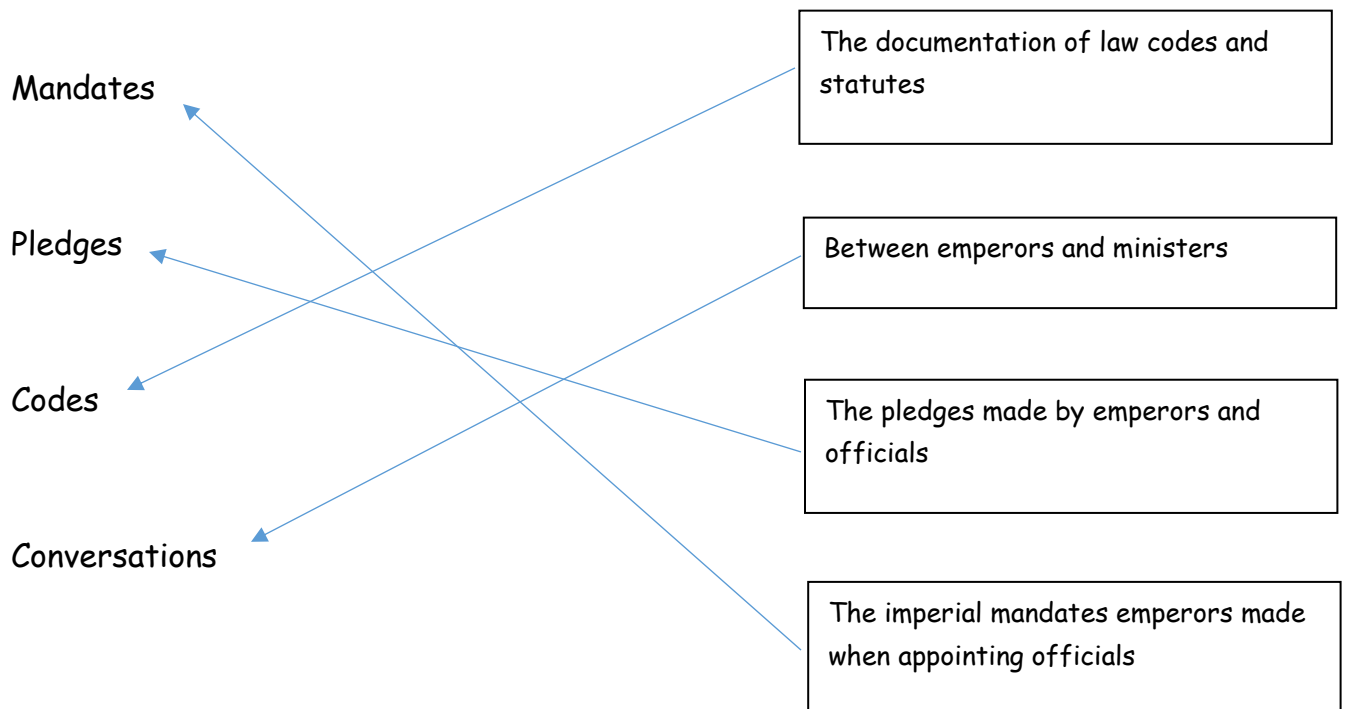 Mandates
The documentation of law codes and
statutes
Pledges
Between emperors and ministers
Codes
The pledges made by emperors and
officials
Conversations
The imperial mandates emperors made
when appointing officials